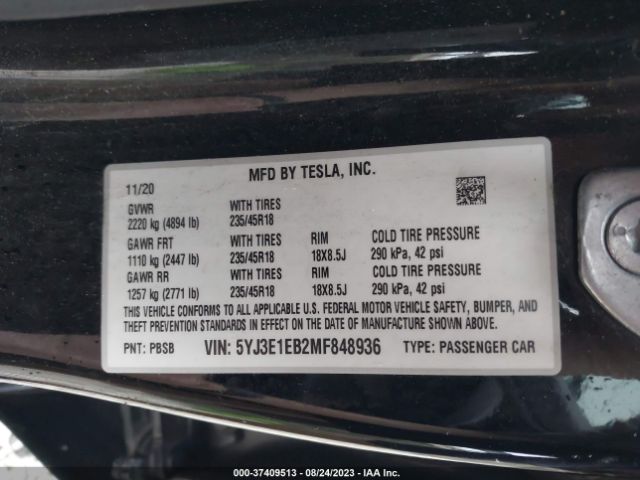 MFD BY TESLA, INC.
11/20
GVWR WITH TIRES
2220 kg (4894 lb) 235/45R18
GAWR FRT WITH TIRES RIM COLD TIRE PRESSURE
1110 kg (2447 lb) 235/45R18 18X8.5J 290 kPa, 42 psi
GAWR RR WITH TIRES RIM COLD TIRE PRESSURE
1257 kg (2771 lb) 235/45R18 18X8.5J 290 kPa, 42 psi
THIS VEHICLE CONFORMS TO ALL APPLICABLE U.S. FEDERAL MOTOR VEHICLE SAFETY, BUMPER, AND
THEFT PREVENTION STANDARDS IN EFFECT ON THE DATE OF MANUFACTURE SHOWN ABOVE.
PNT: PBSB VIN: 5YJ3E1EB2MF848936 TYPE: PASSENGER CAR
000-37409513 - 08/24/2023 - IAA Inc.